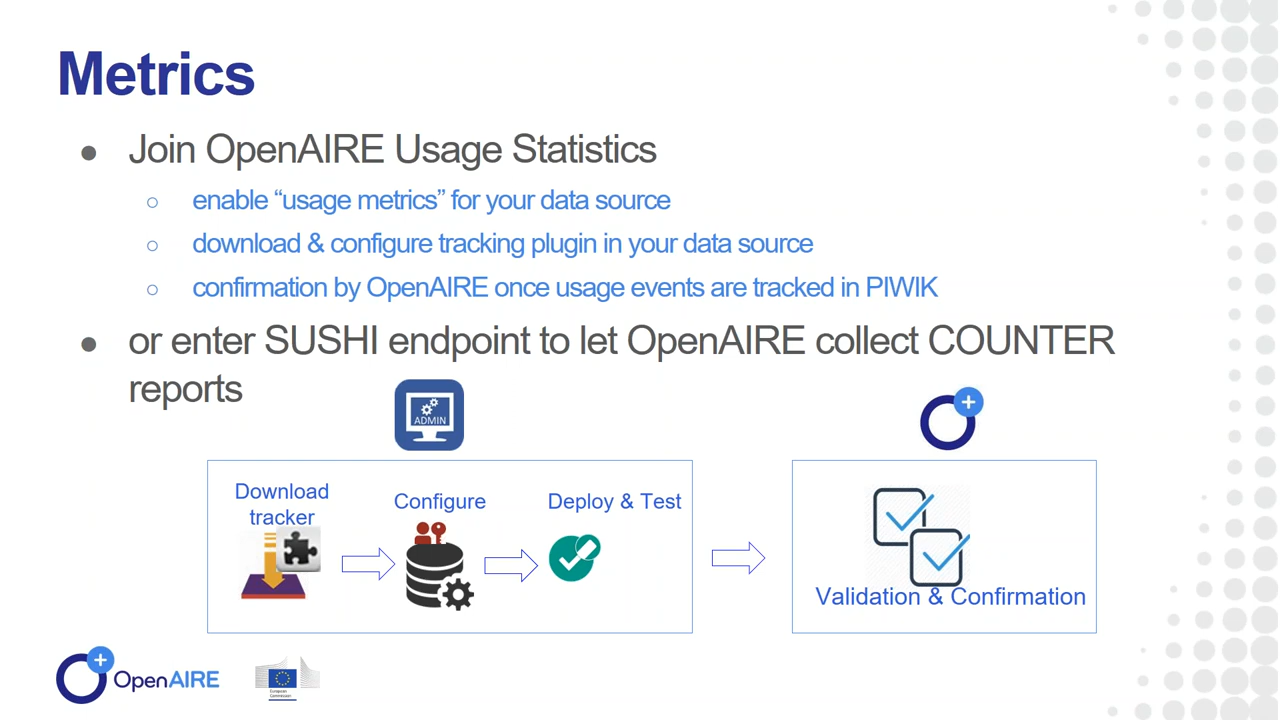 Metrics
● Join OpenAIRE Usage Statistics
○ enable “usage metrics” for your data source
○ download & configure tracking plugin in your data source
○ confirmation by OpenAIRE once usage events are tracked in PIWIK
● or enter SUSHI endpoint to let OpenAIRE collect COUNTER
reports
ADMIN
Download
tracker
Configure
Deploy & Test
Validation & Confirmation
OpenAIRE
European
Commission